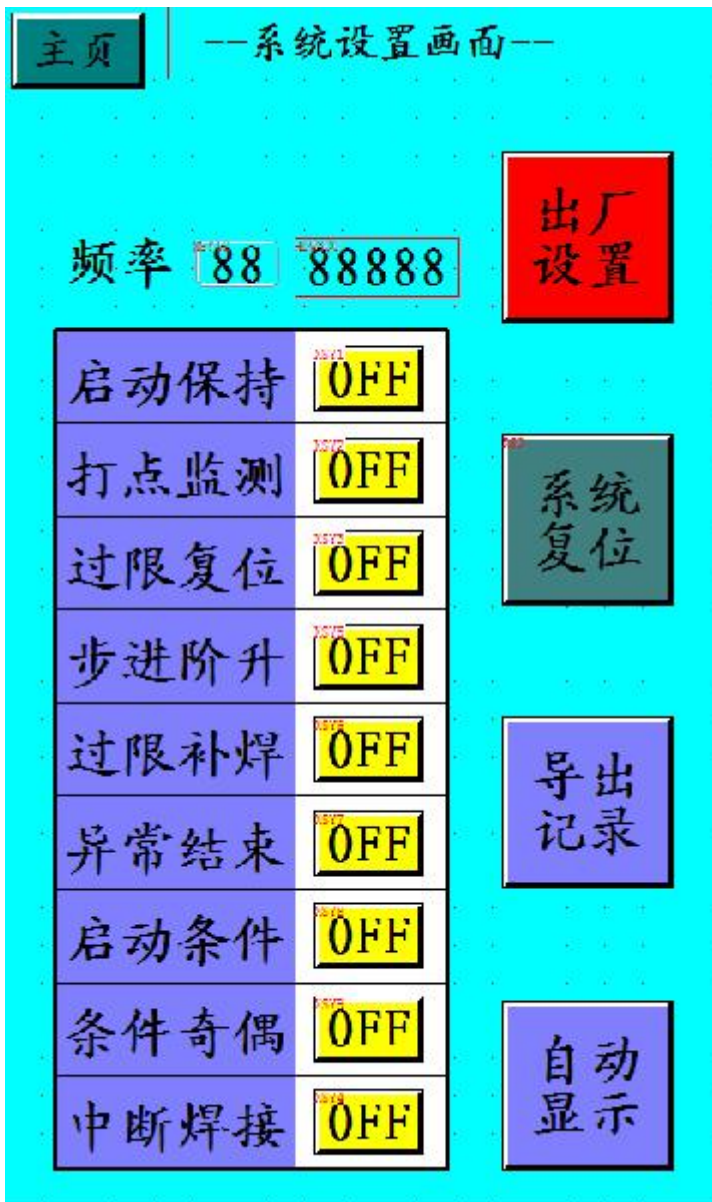 主页
--系统设置画面--
出厂
设置
频率 88 88888
启动保持 OFF
打点监测 OFF
系统
复位
过限复位 OFF
步进阶升 OFF
过限补焊 OFF
导出
记录
异常结束 OFF
启动条件 OFF
条件奇偶 OFF
自动
显示
中断焊接 OFF